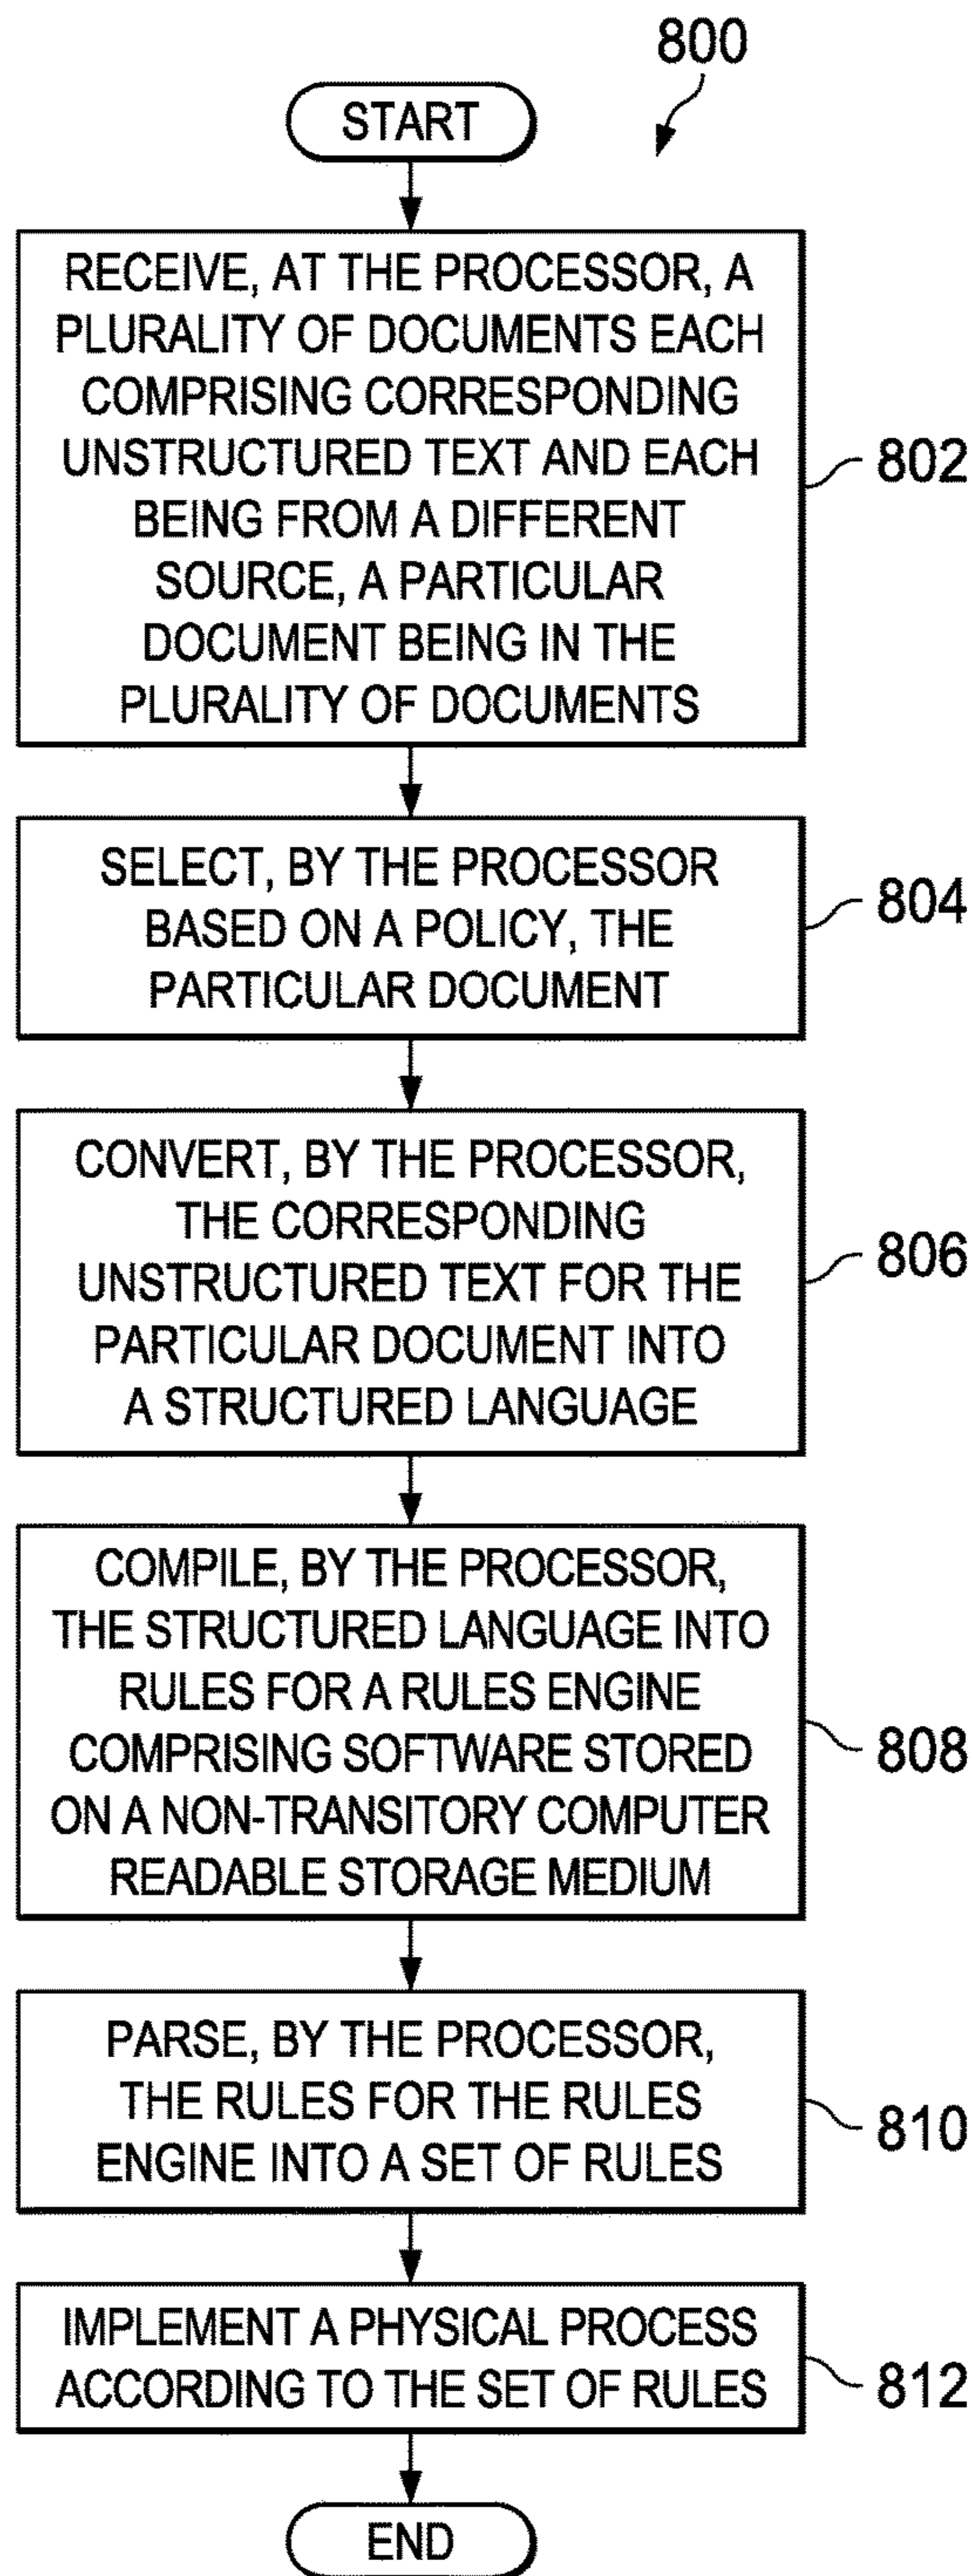 800
START
RECEIVE, AT THE PROCESSOR, A
PLURALITY OF DOCUMENTS EACH
COMPRISING CORRESPONDING
UNSTRUCTURED TEXT AND EACH
BEING FROM A DIFFERENT
SOURCE, A PARTICULAR
DOCUMENT BEING IN THE
PLURALITY OF DOCUMENTS
802
SELECT, BY THE PROCESSOR
BASED ON A POLICY, THE
PARTICULAR DOCUMENT
804
CONVERT, BY THE PROCESSOR,
THE CORRESPONDING
UNSTRUCTURED TEXT FOR THE
PARTICULAR DOCUMENT INTO
A STRUCTURED LANGUAGE
806
COMPILE, BY THE PROCESSOR,
THE STRUCTURED LANGUAGE INTO
RULES FOR A RULES ENGINE
COMPRISING SOFTWARE STORED
ON A NON-TRANSITORY COMPUTER
READABLE STORAGE MEDIUM
808
PARSE, BY THE PROCESSOR,
THE RULES FOR THE RULES
ENGINE INTO A SET OF RULES
810
IMPLEMENT A PHYSICAL PROCESS
ACCORDING TO THE SET OF RULES
812
END